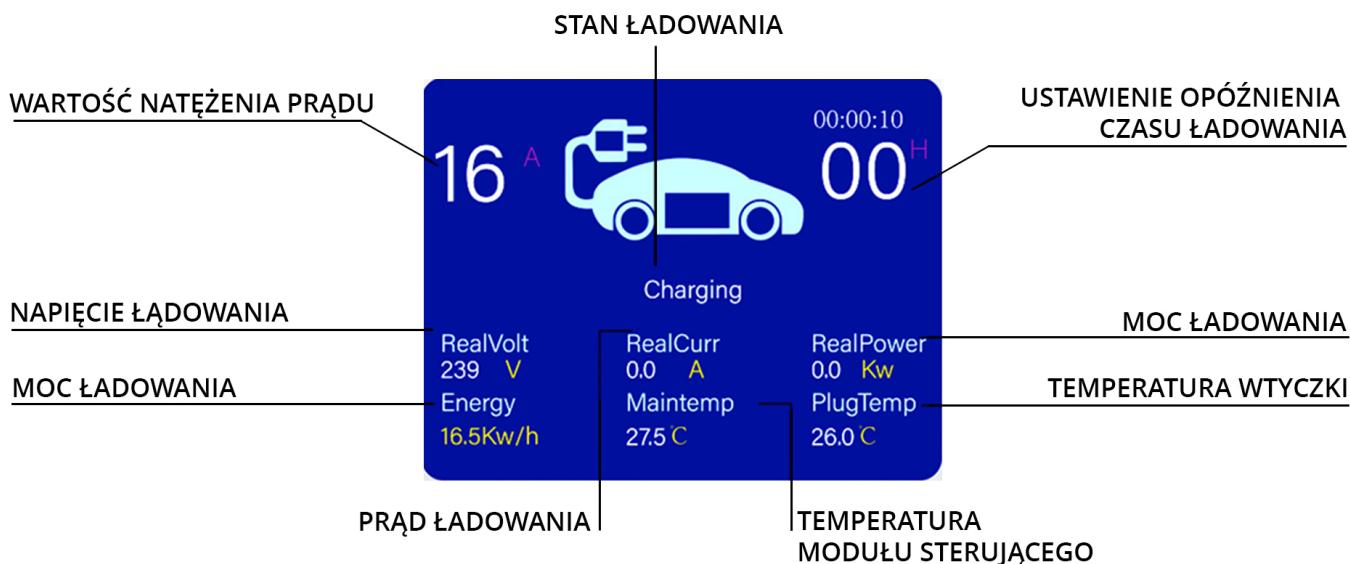 STAN ŁADOWANIA
WARTOŚĆ NATĘŻENIA PRĄDU
USTAWIENIE OPÓŹNIENIA
CZASU ŁADOWANIA
00:00:10
16 A
00 H
Charging
NAPIĘCIE ŁĄDOWANIA
MOC ŁADOWANIA
RealVolt
RealCurr
RealPower
239 V
0.0 A
0.0 Kw
MOC ŁADOWANIA
TEMPERATURA WTYCZKI
Energy
Maintemp
PlugTemp
16.5Kw/h
27.5 °C
26.0 °C
PRĄD ŁADOWANIA
TEMPERATURA
MODUŁU STERUJĄCEGO